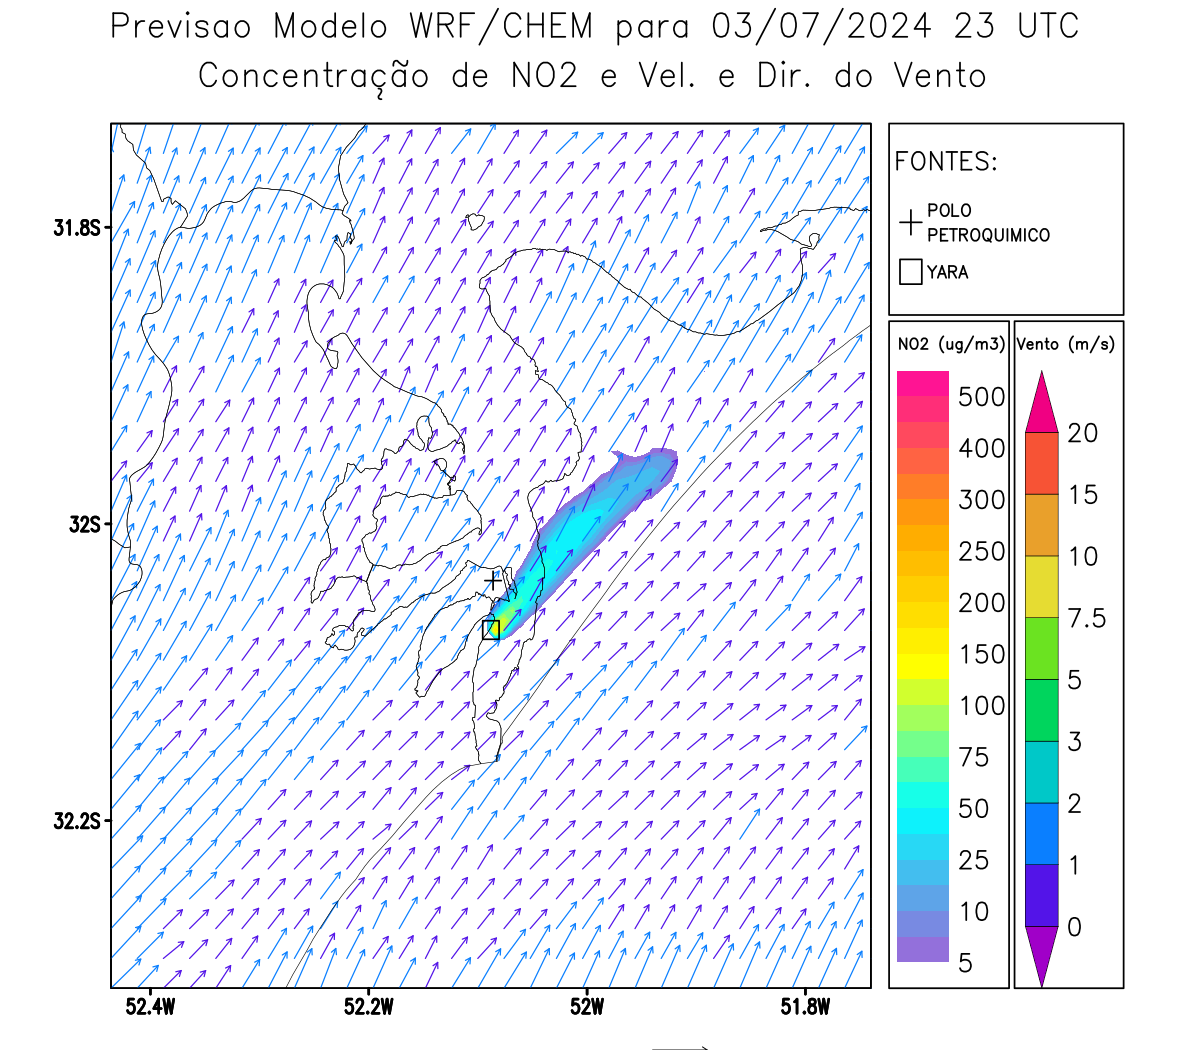 Previsao Modelo WRF/CHEM para 03/07/2024 23 UTC
Concentração de NO2 e Vel. e Dir. do Vento
FONTES:
POLO
PETROQUIMICO
YARA
31.8S
32S
32.2S
52.4W
52.2W
52W
51.8W
NO2 (ug/m3)
500
400
300
250
200
150
100
75
50
25
10
5
Vento (m/s)
20
15
10
7.5
5
3
2
1
0